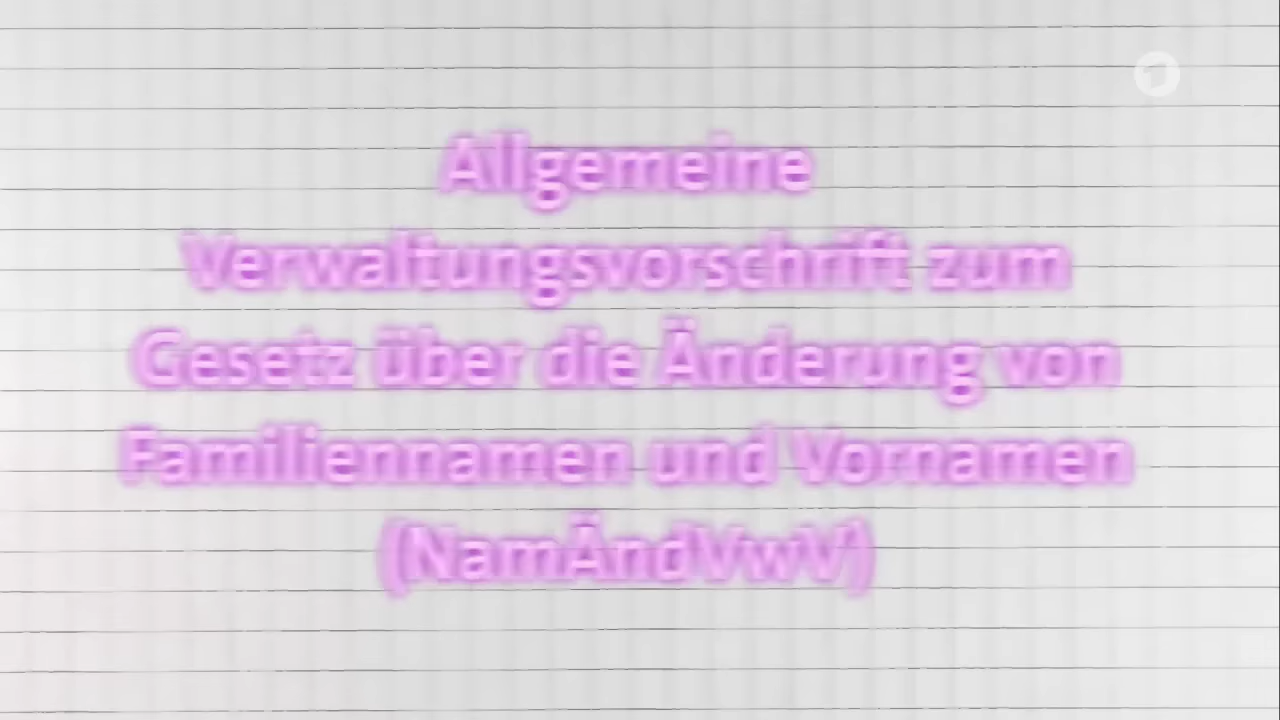 Allgemeine
Verwaltungsvorschrift zum
Gesetz über die Änderung von
Familiennamen und Vornamen
(NamÄndVwV)